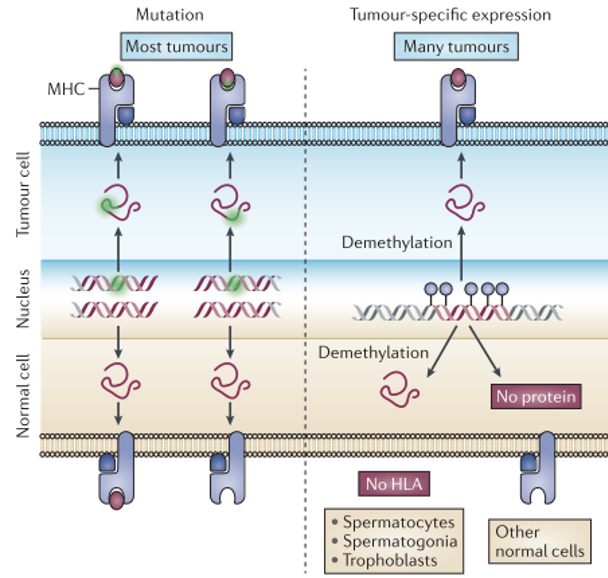 Mutation
Tumour-specific expression
Most tumours
Many tumours
MHC
Tumour cell
Demethylation
Nucleus
Demethylation
Normal cell
No protein
No HLA
• Spermatocytes
• Spermatogonia
• Trophoblasts
Other
normal cells